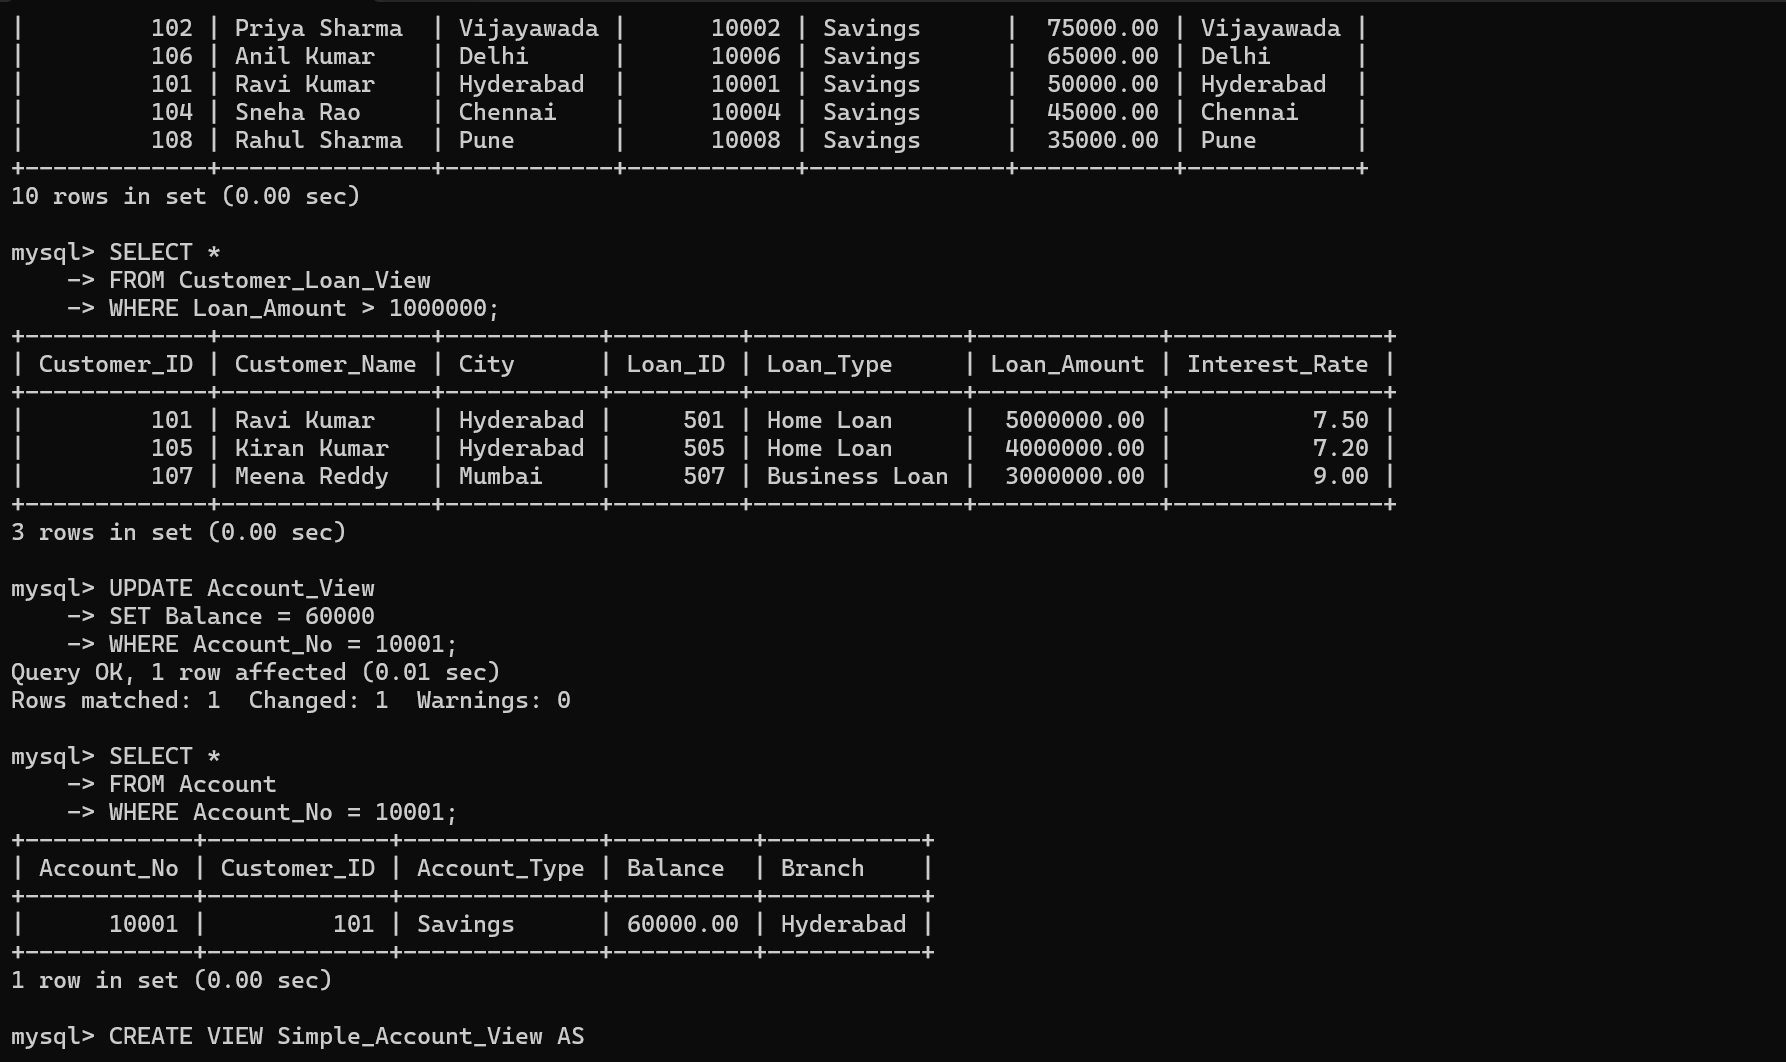 |         102 | Priya Sharma  | Vijayawada |      10002 | Savings      |  75000.00 | Vijayawada |
|         106 | Anil Kumar    | Delhi      |      10006 | Savings      |  65000.00 | Delhi      |
|         101 | Ravi Kumar    | Hyderabad  |      10001 | Savings      |  50000.00 | Hyderabad  |
|         104 | Sneha Rao     | Chennai    |      10004 | Savings      |  45000.00 | Chennai    |
|         108 | Rahul Sharma  | Pune       |      10008 | Savings      |  35000.00 | Pune       |
+-------------+---------------+------------+------------+--------------+-----------+------------+
10 rows in set (0.00 sec)

mysql> SELECT *
    -> FROM Customer_Loan_View
    -> WHERE Loan_Amount > 1000000;
+-------------+---------------+-----------+---------+---------------+-------------+---------------+
| Customer_ID | Customer_Name | City      | Loan_ID | Loan_Type     | Loan_Amount | Interest_Rate |
+-------------+---------------+-----------+---------+---------------+-------------+---------------+
|         101 | Ravi Kumar    | Hyderabad |     501 | Home Loan     |  5000000.00 |          7.50 |
|         105 | Kiran Kumar   | Hyderabad |     505 | Home Loan     |  4000000.00 |          7.20 |
|         107 | Meena Reddy   | Mumbai    |     507 | Business Loan |  3000000.00 |          9.00 |
+-------------+---------------+-----------+---------+---------------+-------------+---------------+
3 rows in set (0.00 sec)

mysql> UPDATE Account_View
    -> SET Balance = 60000
    -> WHERE Account_No = 10001;
Query OK, 1 row affected (0.01 sec)
Rows matched: 1  Changed: 1  Warnings: 0

mysql> SELECT *
    -> FROM Account
    -> WHERE Account_No = 10001;
+------------+-------------+--------------+----------+-----------+
| Account_No | Customer_ID | Account_Type | Balance  | Branch    |
+------------+-------------+--------------+----------+-----------+
|      10001 |         101 | Savings      | 60000.00 | Hyderabad |
+------------+-------------+--------------+----------+-----------+
1 row in set (0.00 sec)

mysql> CREATE VIEW Simple_Account_View AS